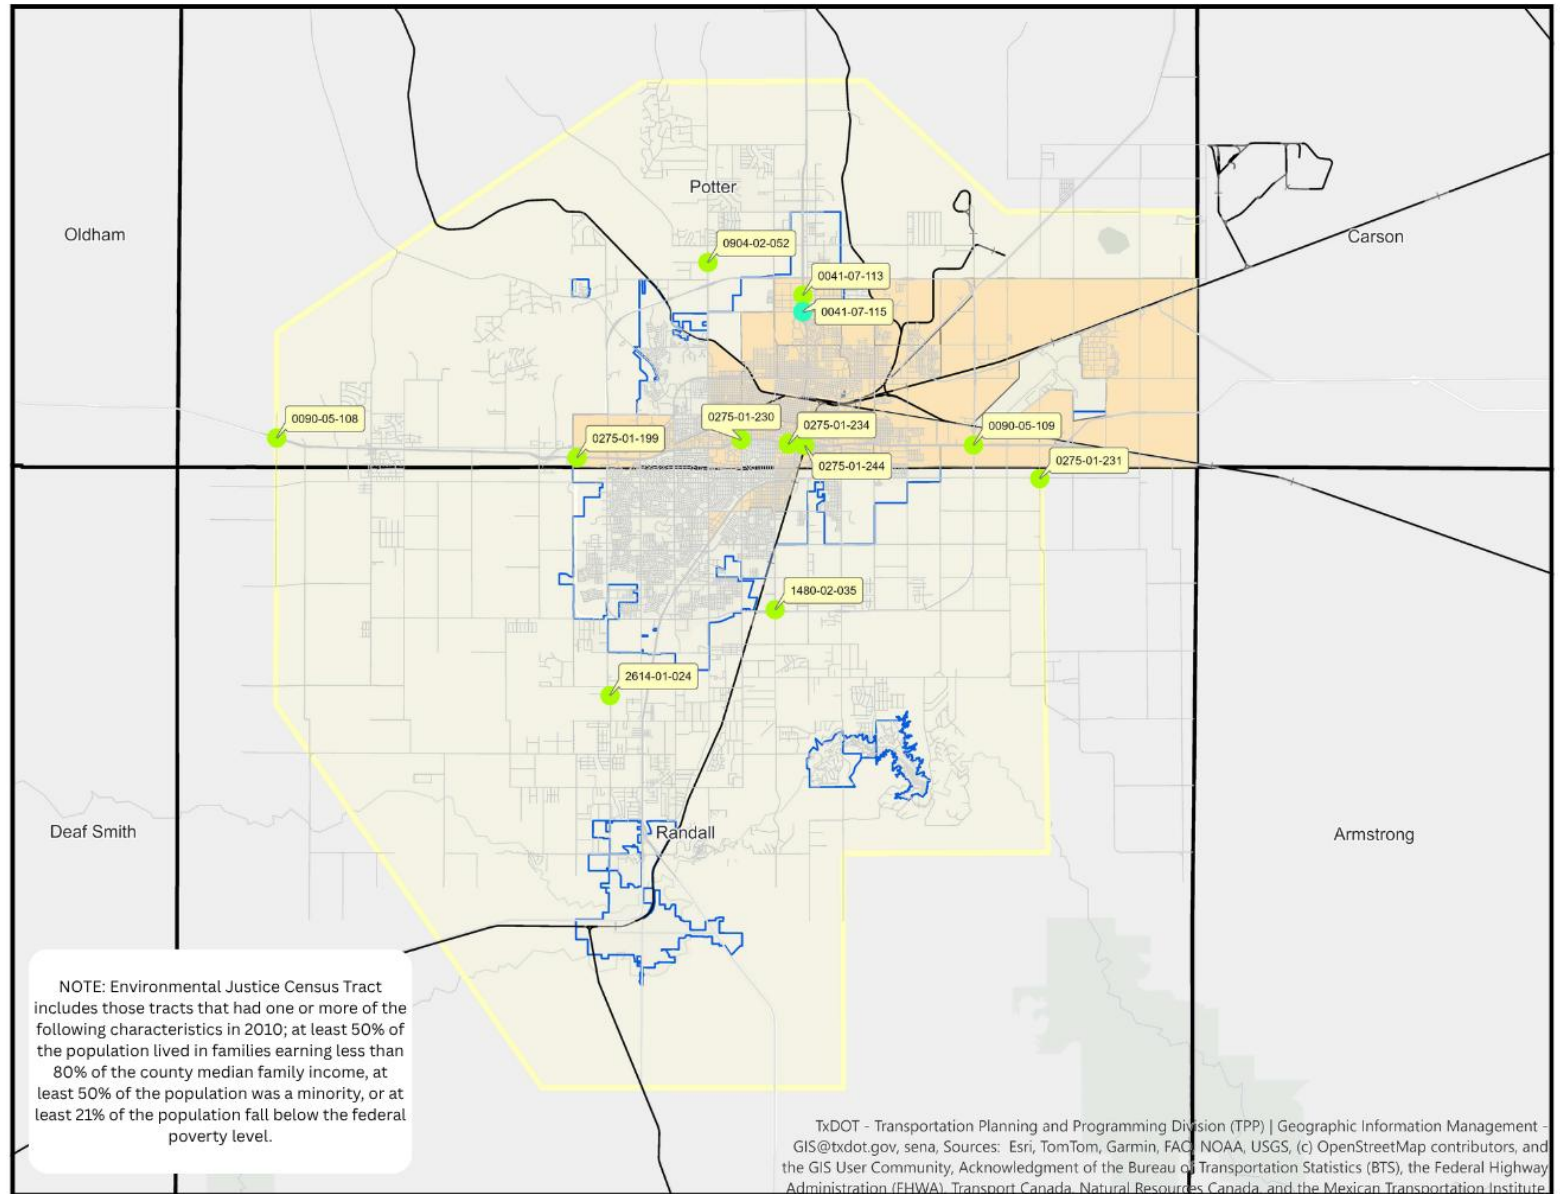 Potter
Oldham
Carson
0904-02-052
0041-07-113
0041-07-115
0090-05-108
0275-01-230
0275-01-234
0090-05-109
0275-01-199
0275-01-244
0275-01-231
1480-02-035
2614-01-024
Deaf Smith
Randall
Armstrong
NOTE: Environmental Justice Census Tract
includes those tracts that had one or more of the
following characteristics in 2010; at least 50% of
the population lived in families earning less than
80% of the county median family income, at
least 50% of the population was a minority, or at
least 21% of the population fall below the federal
poverty level.
TxDOT - Transportation Planning and Programming Division (TPP) | Geographic Information Management -
GIS@txdot.gov, sena, Sources: Esri, TomTom, Garmin, FAO, NOAA, USGS, (c) OpenStreetMap contributors, and
the GIS User Community, Acknowledgment of the Bureau of Transportation Statistics (BTS), the Federal Highway
Administration (FHWA), Transport Canada, Natural Resources Canada, and the Mexican Transportation Institute